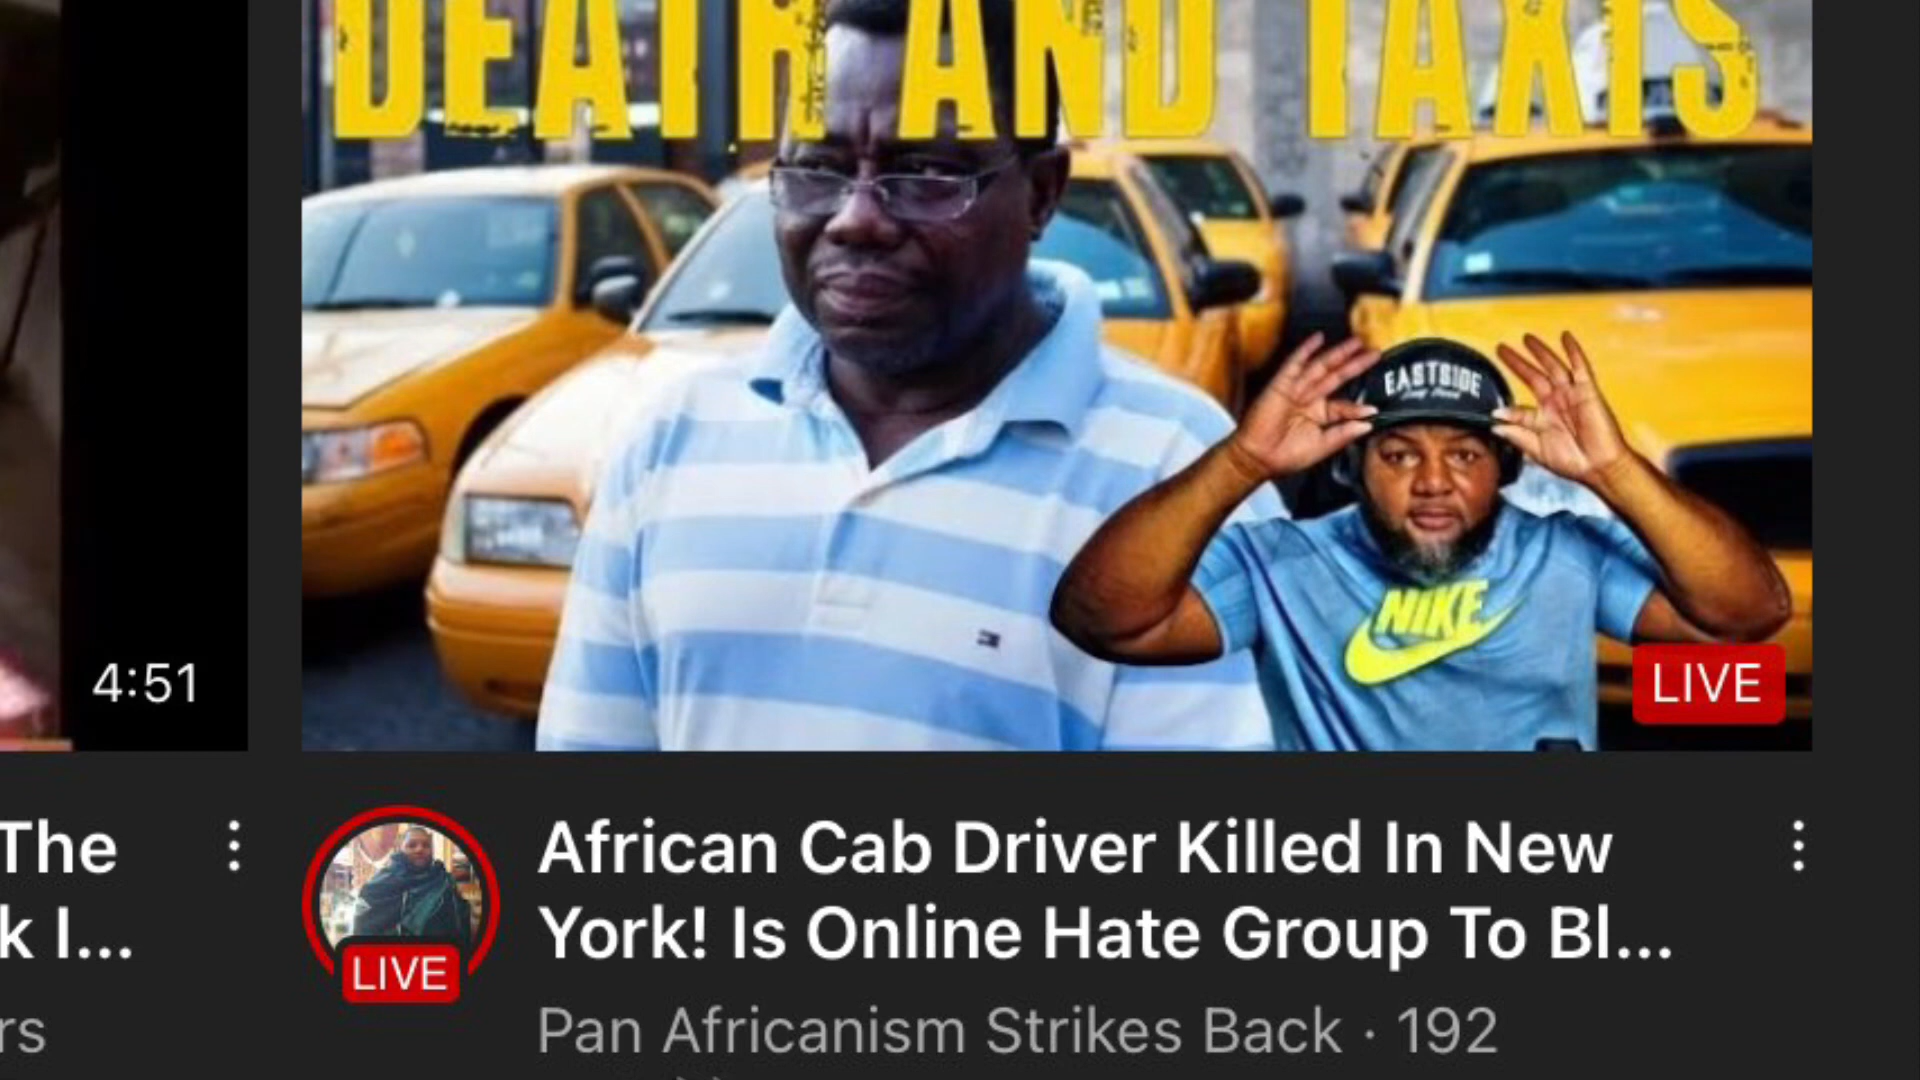 DEATH AND TAXIS
EASTSIDE
NIKE
LIVE
4:51
The
k I...
rs
African Cab Driver Killed In New
York! Is Online Hate Group To Bl...
LIVE
Pan Africanism Strikes Back · 192